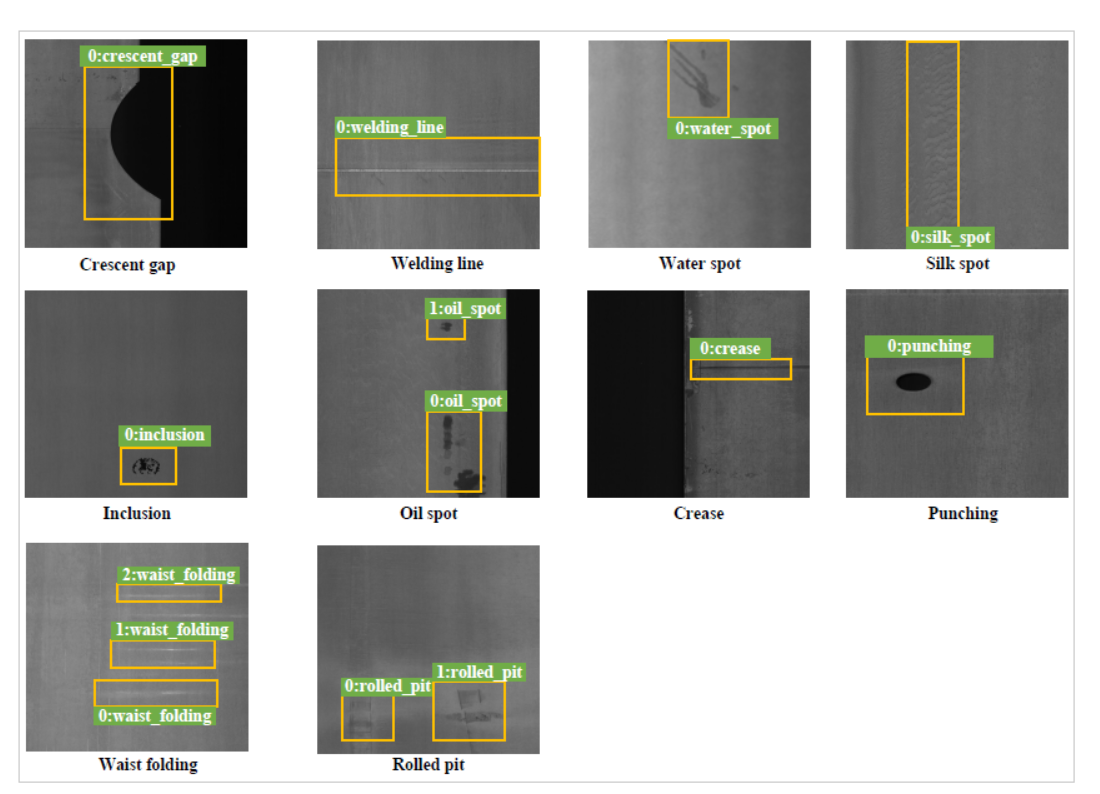 0:crescent_gap
Crescent gap
0:welding_line
Welding line
0:water_spot
Water spot
0:silk_spot
Silk spot
0:inclusion
Inclusion
1:oil_spot
0:oil_spot
Oil spot
0:crease
Crease
0:punching
Punching
2:waist_folding
1:waist_folding
0:waist_folding
Waist folding
0:rolled_pit
1:rolled_pit
Rolled pit